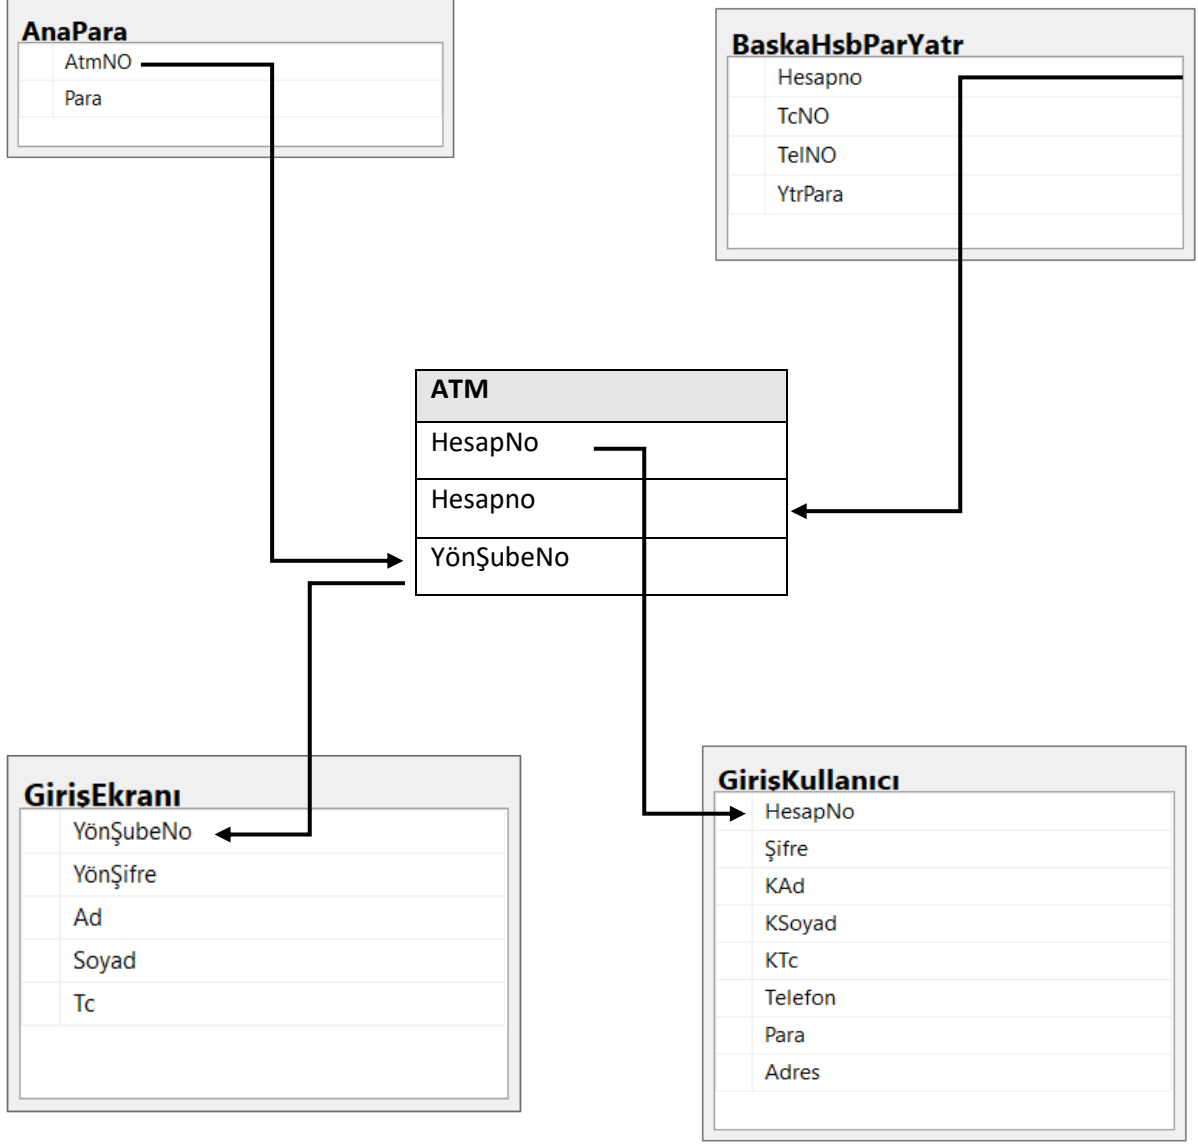 AnaPara
AtmNO
Para
BaskaHsbParYatr
Hesapno
TcNO
TelNO
YtrPara
ATM
HesapNo
Hesapno
YönŞubeNo
GirişEkranı
YönŞubeNo
YönŞifre
Ad
Soyad
Tc
GirişKullanıcı
HesapNo
Şifre
KAd
KSoyad
KTc
Telefon
Para
Adres